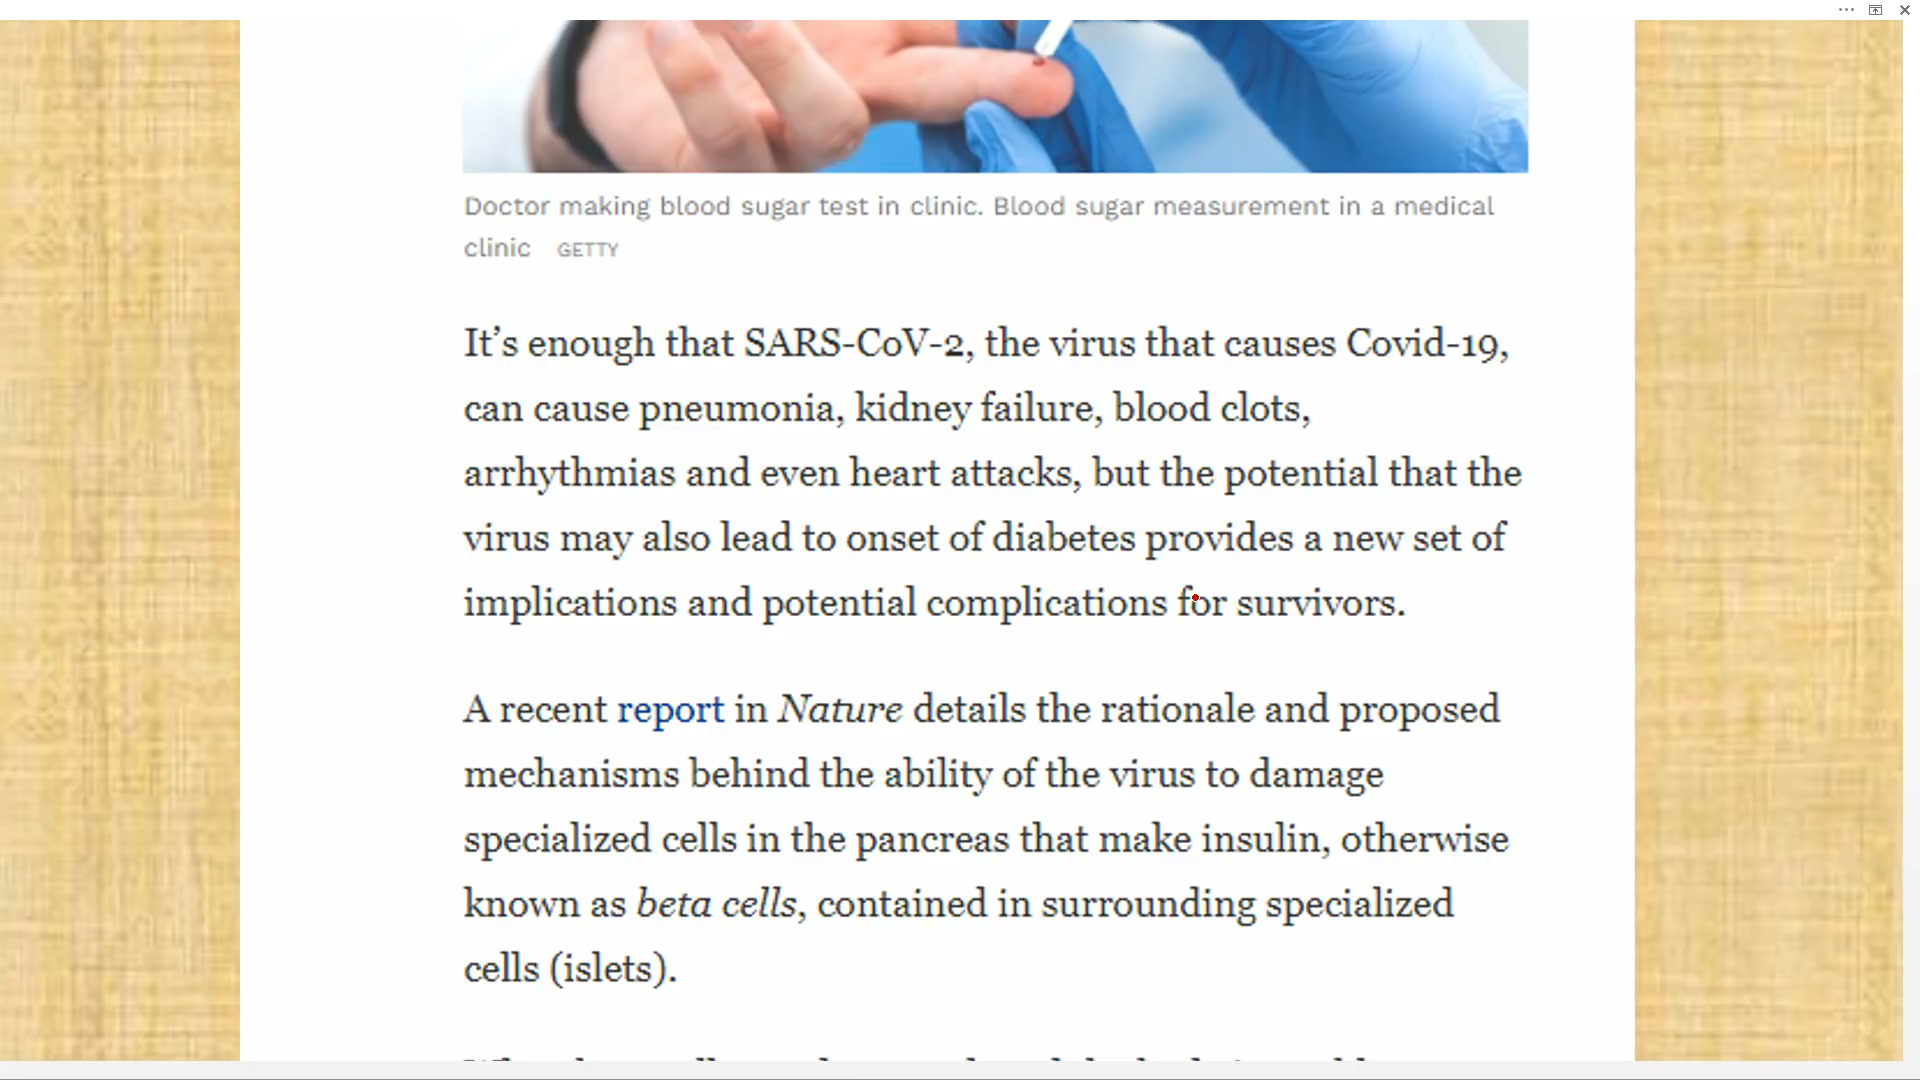 Doctor making blood sugar test in clinic. Blood sugar measurement in a medical
clinic GETTY
It’s enough that SARS-CoV-2, the virus that causes Covid-19,
can cause pneumonia, kidney failure, blood clots,
arrhythmias and even heart attacks, but the potential that the
virus may also lead to onset of diabetes provides a new set of
implications and potential complications for survivors.
A recent report in Nature details the rationale and proposed
mechanisms behind the ability of the virus to damage
specialized cells in the pancreas that make insulin, otherwise
known as beta cells, contained in surrounding specialized
cells (islets).